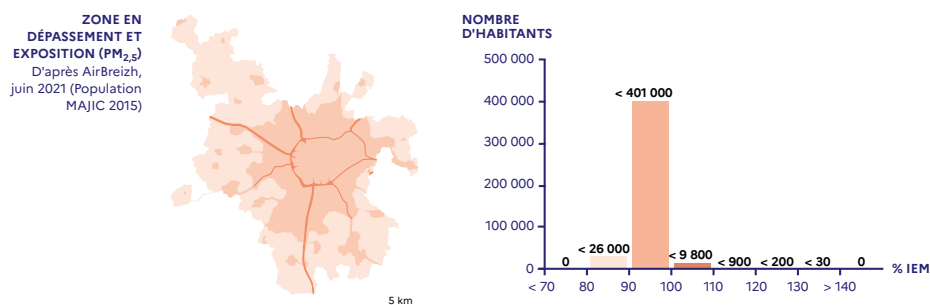 ZONE EN
DÉPASSEMENT ET
EXPOSITION (PM2,5)
D'après AirBreizh,
juin 2021 (Population
MAJIC 2015)
5 km
NOMBRE
D'HABITANTS
500 000
400 000
300 000
200 000
100 000
0
< 401 000
0
< 26 000
< 9 800
< 900
< 200
< 30
0
% IEM
< 70
80
90
100
110
120
130
> 140